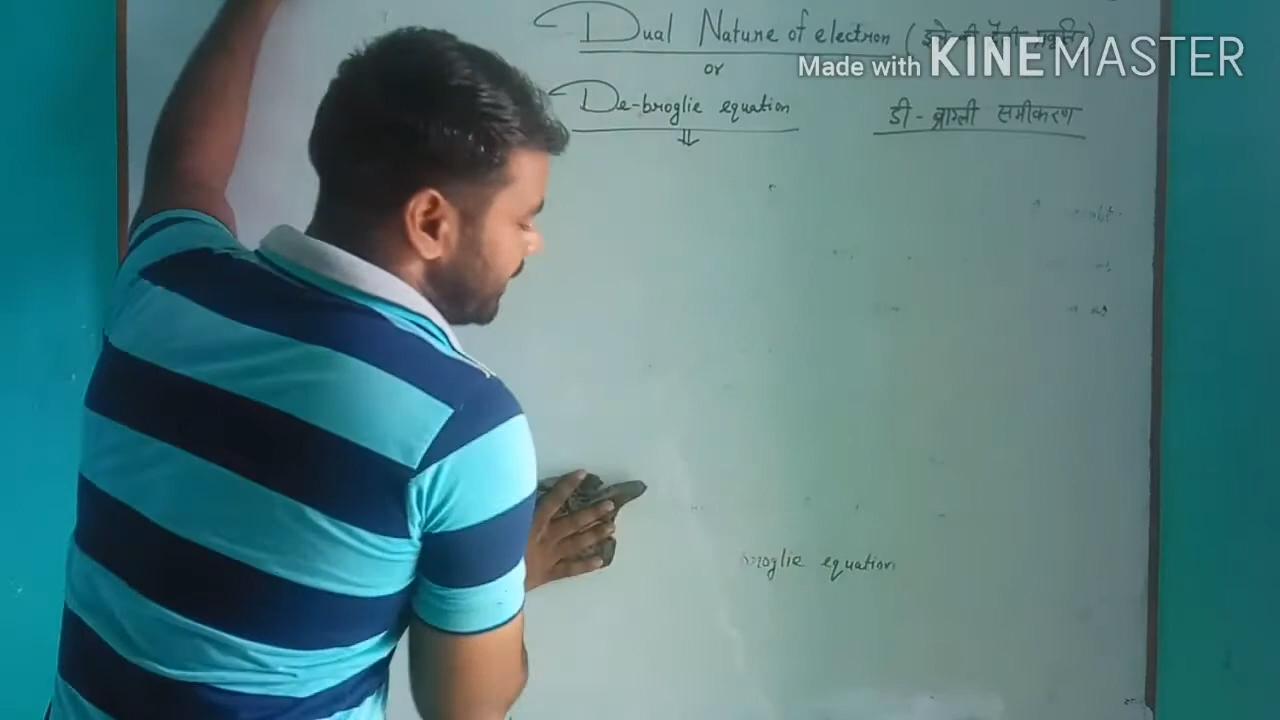 Dual Nature of electron (
Made with KINEMASTER
or
De-broglie equation डी-ब्राग्ली समीकरण
⇓
broglie equation